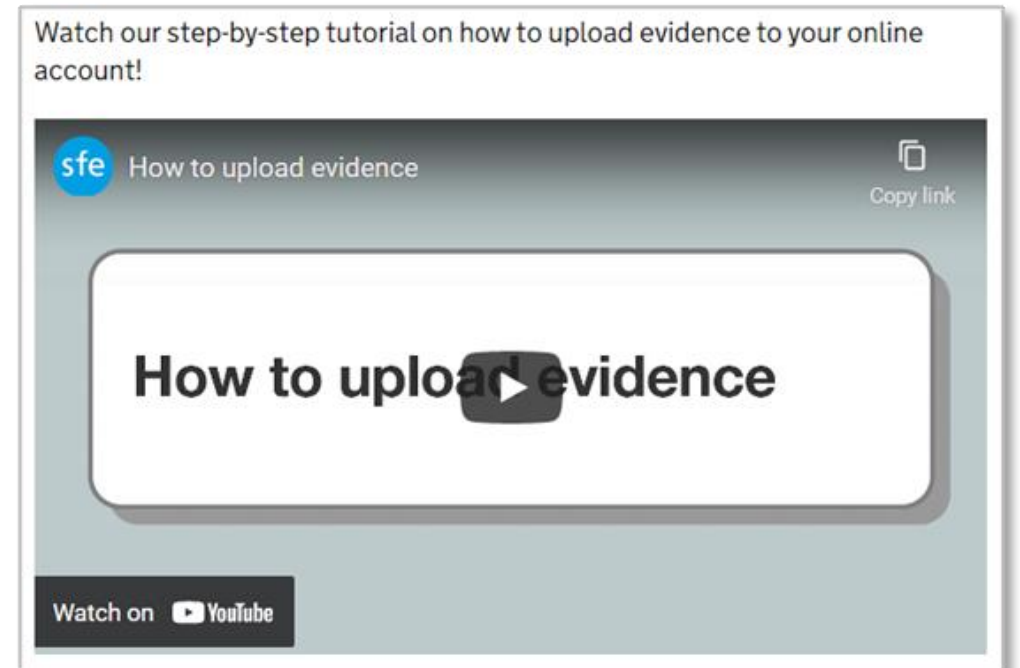 Watch our step-by-step tutorial on how to upload evidence to your online
account!
sfe How to upload evidence
Copy link
How to upload evidence
Watch on YouTube